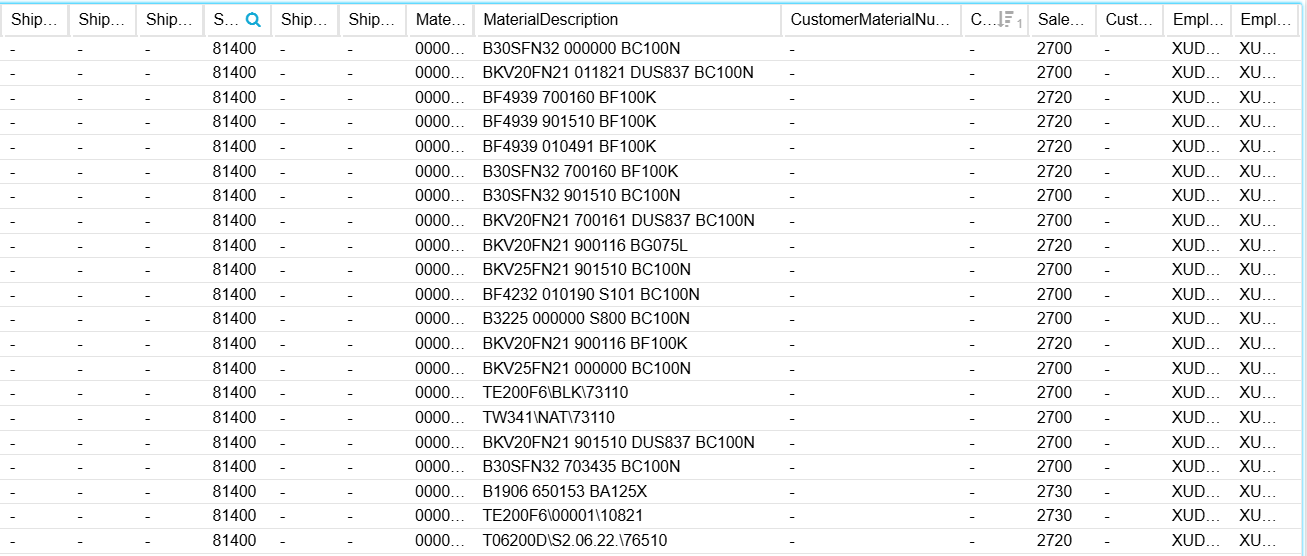 Ship... Ship... Ship... S... Ship... Ship... Mate... MaterialDescription CustomerMaterialNu... C... 1 Sale... Cust... Empl... Empl...
- - - 81400 - - 0000... B30SFN32 000000 BC100N - - 2700 - XUD... XU...
- - - 81400 - - 0000... BKV20FN21 011821 DUS837 BC100N - - 2700 - XUD... XU...
- - - 81400 - - 0000... BF4939 700160 BF100K - - 2720 - XUD... XU...
- - - 81400 - - 0000... BF4939 901510 BF100K - - 2720 - XUD... XU...
- - - 81400 - - 0000... BF4939 010491 BF100K - - 2720 - XUD... XU...
- - - 81400 - - 0000... B30SFN32 700160 BF100K - - 2720 - XUD... XU...
- - - 81400 - - 0000... B30SFN32 901510 BC100N - - 2700 - XUD... XU...
- - - 81400 - - 0000... BKV20FN21 700161 DUS837 BC100N - - 2700 - XUD... XU...
- - - 81400 - - 0000... BKV20FN21 900116 BG075L - - 2720 - XUD... XU...
- - - 81400 - - 0000... BKV25FN21 901510 BC100N - - 2700 - XUD... XU...
- - - 81400 - - 0000... BF4232 010190 S101 BC100N - - 2700 - XUD... XU...
- - - 81400 - - 0000... B3225 000000 S800 BC100N - - 2700 - XUD... XU...
- - - 81400 - - 0000... BKV20FN21 900116 BF100K - - 2720 - XUD... XU...
- - - 81400 - - 0000... BKV25FN21 000000 BC100N - - 2700 - XUD... XU...
- - - 81400 - - 0000... TE200F6\BLK\73110 - - 2700 - XUD... XU...
- - - 81400 - - 0000... TW341\NAT\73110 - - 2700 - XUD... XU...
- - - 81400 - - 0000... BKV20FN21 901510 DUS837 BC100N - - 2700 - XUD... XU...
- - - 81400 - - 0000... B30SFN32 703435 BC100N - - 2700 - XUD... XU...
- - - 81400 - - 0000... B1906 650153 BA125X - - 2730 - XUD... XU...
- - - 81400 - - 0000... TE200F6\00001\10821 - - 2730 - XUD... XU...
- - - 81400 - - 0000... T06200D\S2.06.22.\76510 - - 2720 - XUD... XU...